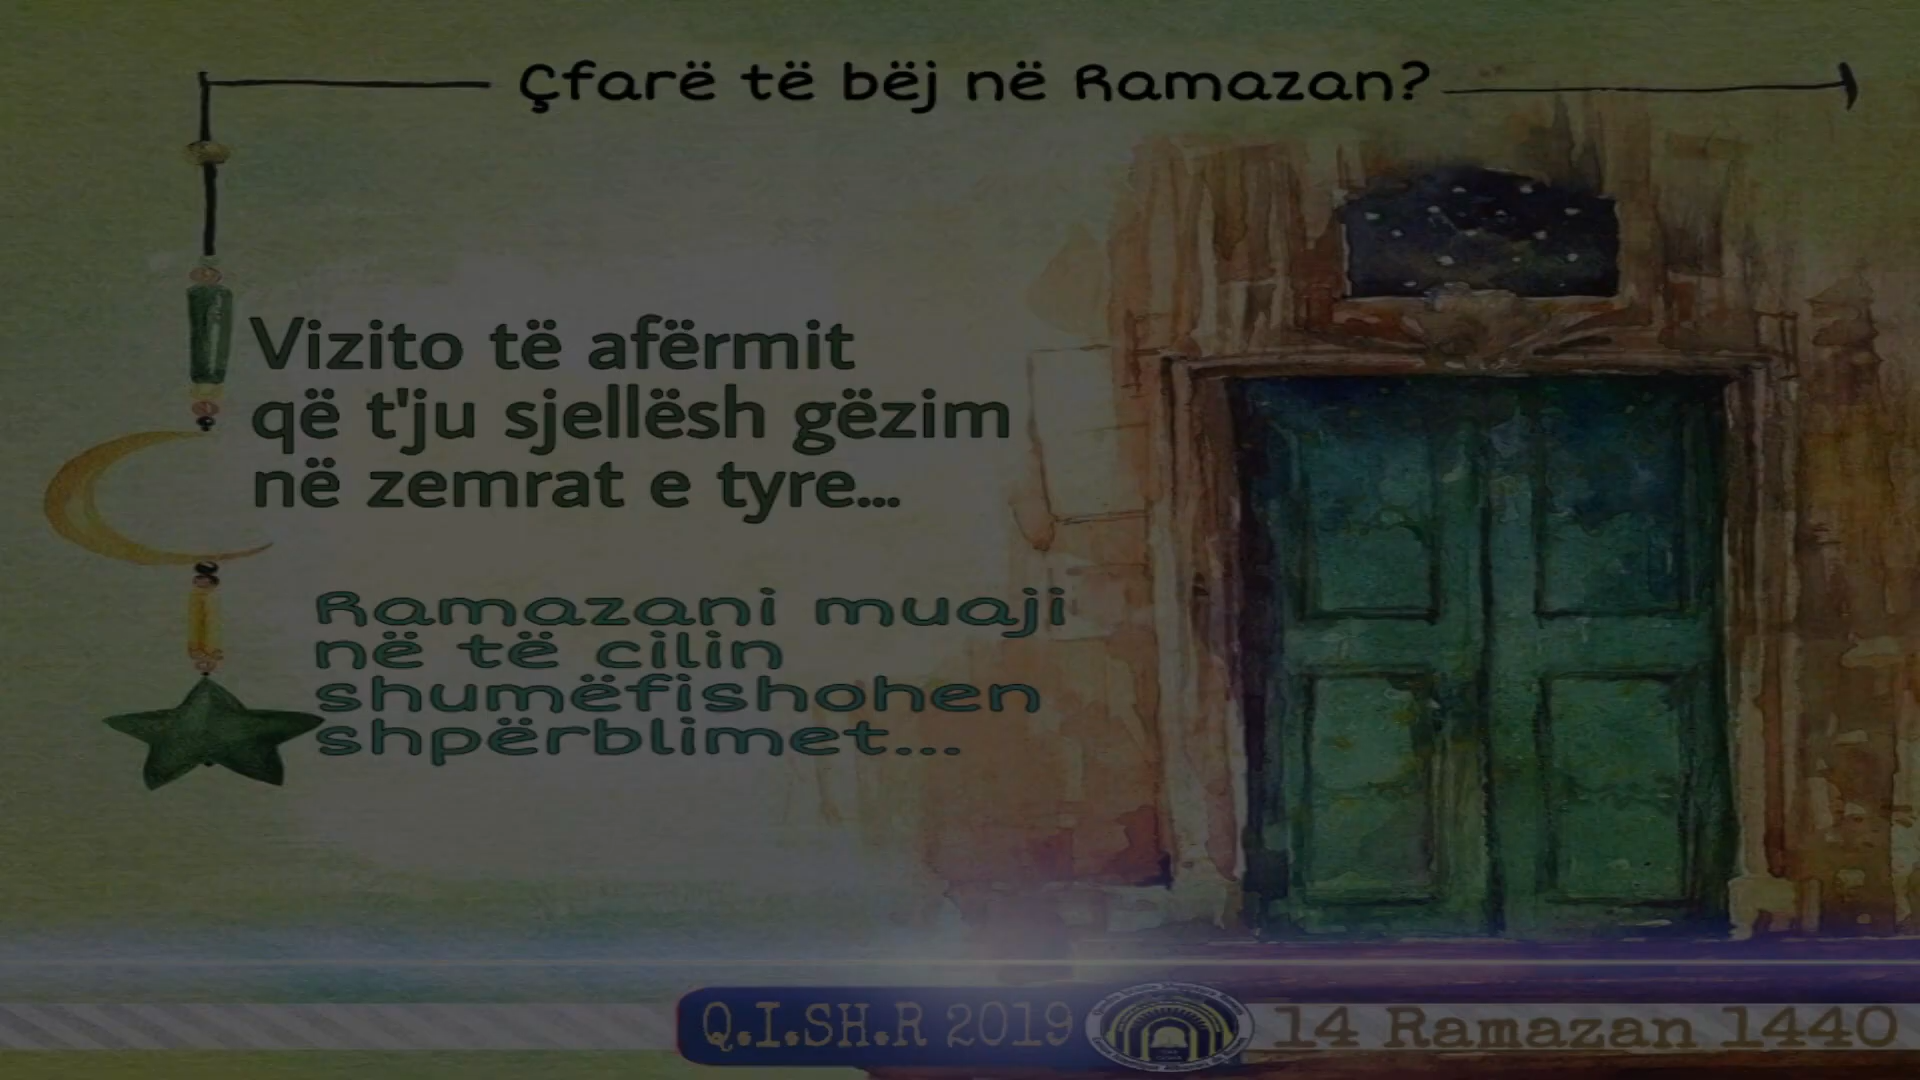 Çfarë të bëj në Ramazan?
Vizito të afërmit
që t'ju sjellësh gëzim
në zemrat e tyre...
Ramazani muaji
në të cilin
shumëfishohen
shpërblimet...
Q.I.SH.R 2019
14 Ramazan 1440